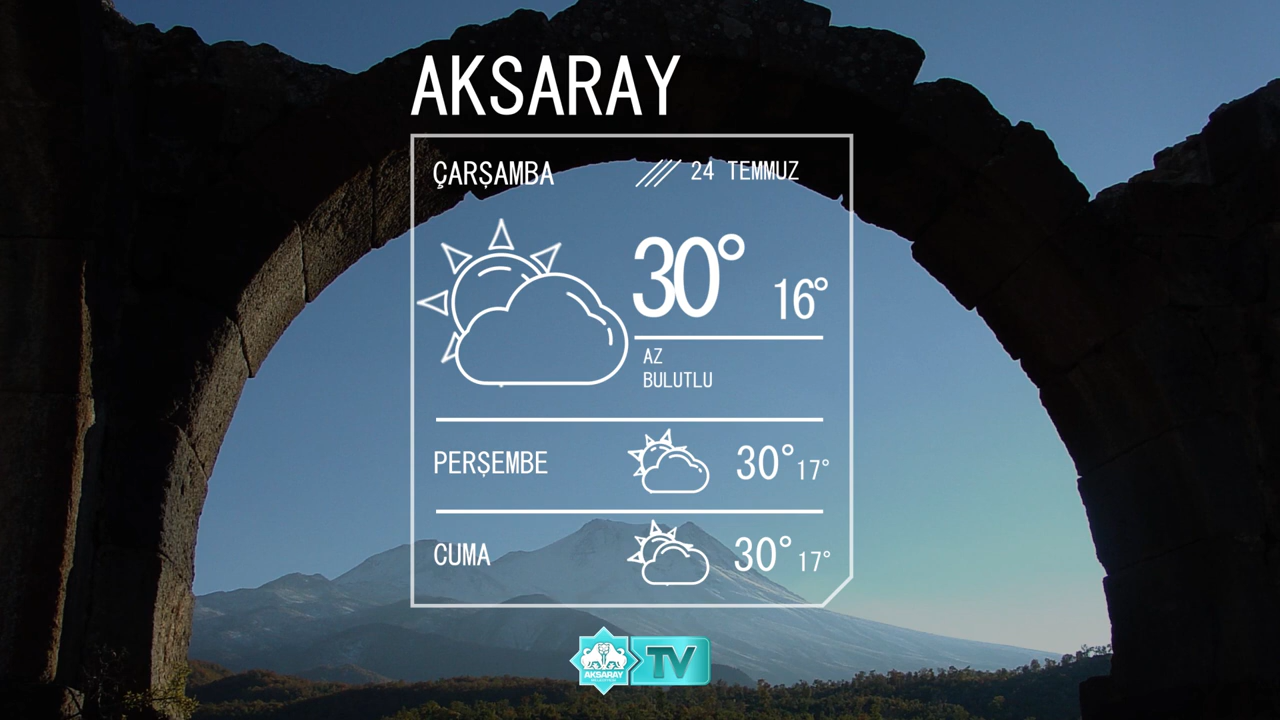 AKSARAY
ÇARŞAMBA
24 TEMMUZ
30° 16°
AZ
BULUTLU
PERŞEMBE 30° 17°
CUMA 30° 17°
AKSARAY
TV